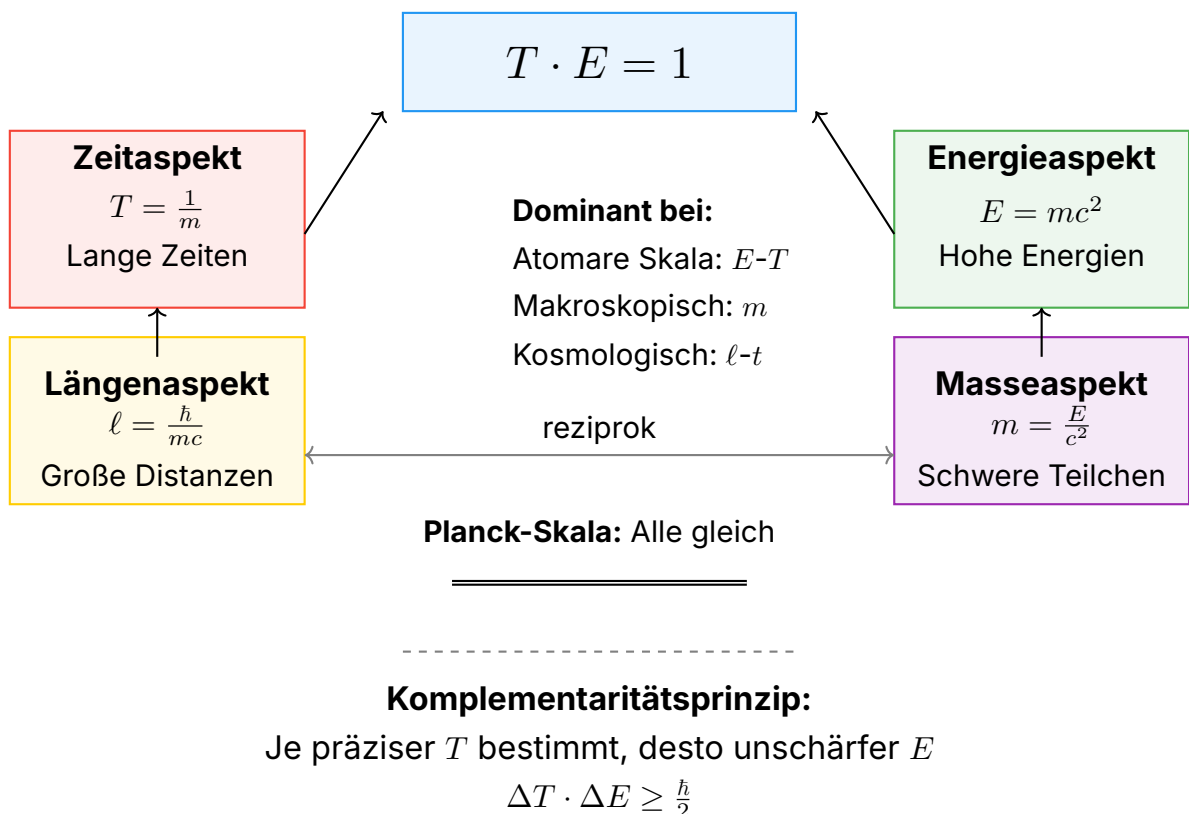 T · E = 1
Zeitaspekt
T = 1/m
Lange Zeiten
Energieaspekt
E = mc²
Hohe Energien
Dominant bei:
Atomare Skala: E-T
Makroskopisch: m
Kosmologisch: ℓ-t
Längenaspekt
ℓ = ħ/mc
Große Distanzen
reziprok
Masseaspekt
m = E/c²
Schwere Teilchen
Planck-Skala: Alle gleich
Komplementaritätsprinzip:
Je präziser T bestimmt, desto unschärfer E
ΔT · ΔE ≥ ħ/2